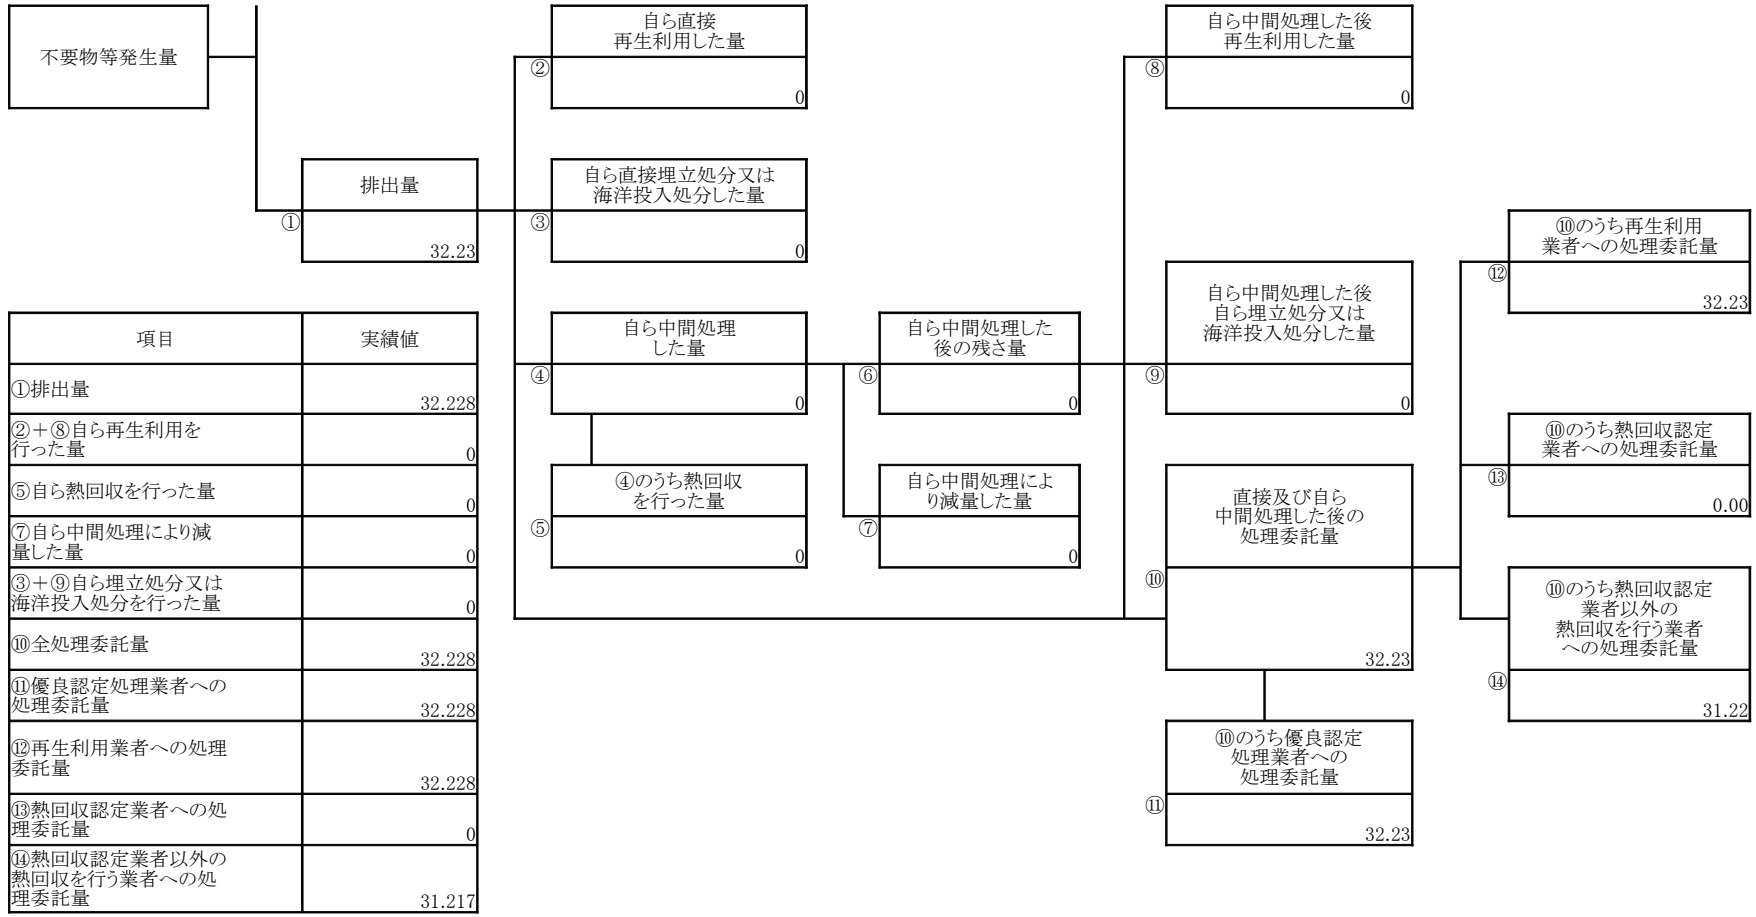 不要物等発生量
自ら直接
再生利用した量
②
0
自ら中間処理した後
再生利用した量
⑧
0
排出量
①
32.23
自ら直接埋立処分又は
海洋投入処分した量
③
0
⑩のうち再生利用
業者への処理委託量
⑫
32.23
自ら中間処理
した量
④
0
自ら中間処理した
後の残さ量
⑥
0
自ら中間処理した後
自ら埋立処分又は
海洋投入処分した量
⑨
0
⑩のうち熱回収認定
業者への処理委託量
⑬
0.00
④のうち熱回収
を行った量
⑤
0
自ら中間処理によ
り減量した量
⑦
0
直接及び自ら
中間処理した後の
処理委託量
⑩
32.23
⑩のうち熱回収認定
業者以外の
熱回収を行う業者
への処理委託量
⑭
31.22
⑩のうち優良認定
処理業者への
処理委託量
⑪
32.23
項目
実績値
①排出量
32.228
②＋⑧自ら再生利用を
行った量
0
⑤自ら熱回収を行った量
0
⑦自ら中間処理により減
量した量
0
③＋⑨自ら埋立処分又は
海洋投入処分を行った量
0
⑩全処理委託量
32.228
⑪優良認定処理業者への
処理委託量
32.228
⑫再生利用業者への処理
委託量
32.228
⑬熱回収認定業者への処
理委託量
0
⑭熱回収認定業者以外の
熱回収を行う業者への処
理委託量
31.217